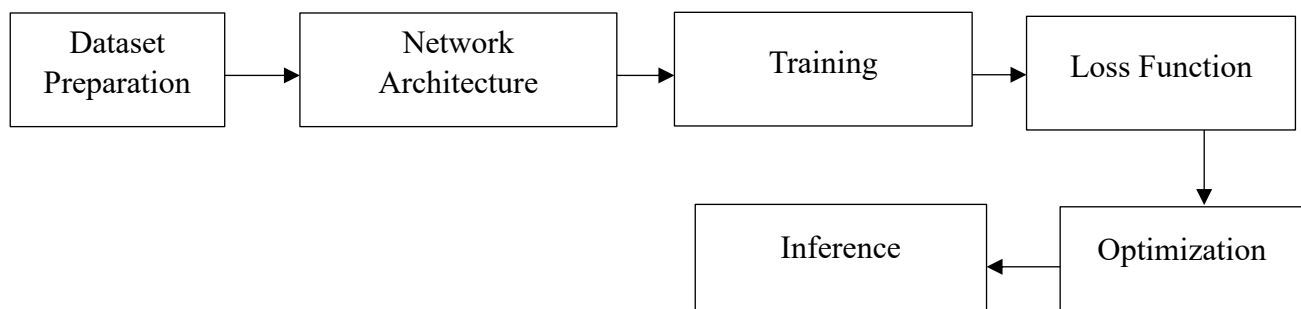 Dataset
Preparation
Network
Architecture
Training
Loss Function
Optimization
Inference